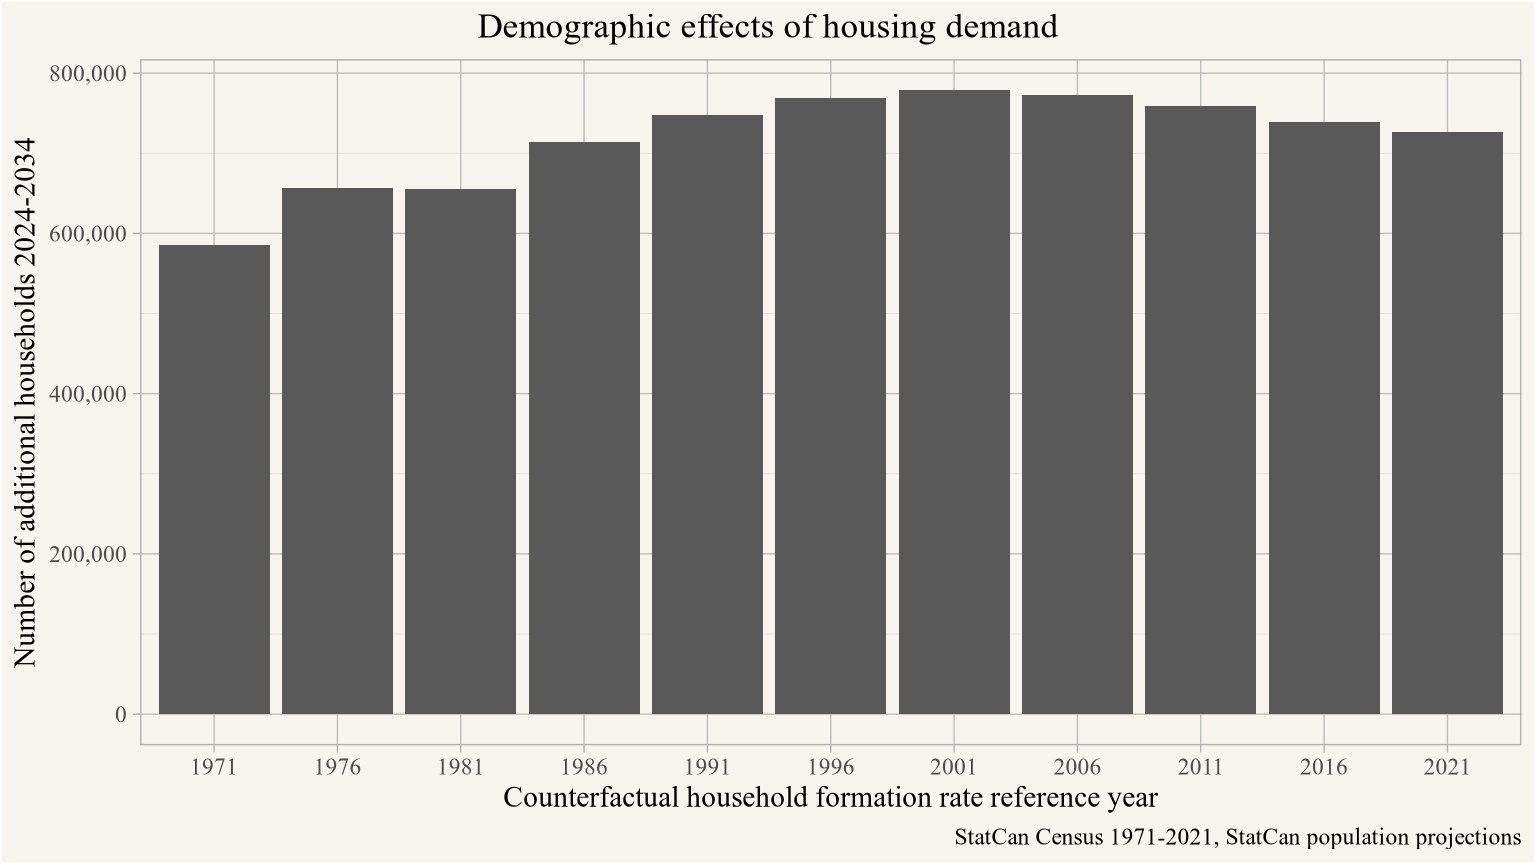 Demographic effects of housing demand
Number of additional households 2024-2034
800,000
600,000
400,000
200,000
0
1971 1976 1981 1986 1991 1996 2001 2006 2011 2016 2021
Counterfactual household formation rate reference year
StatCan Census 1971-2021, StatCan population projections